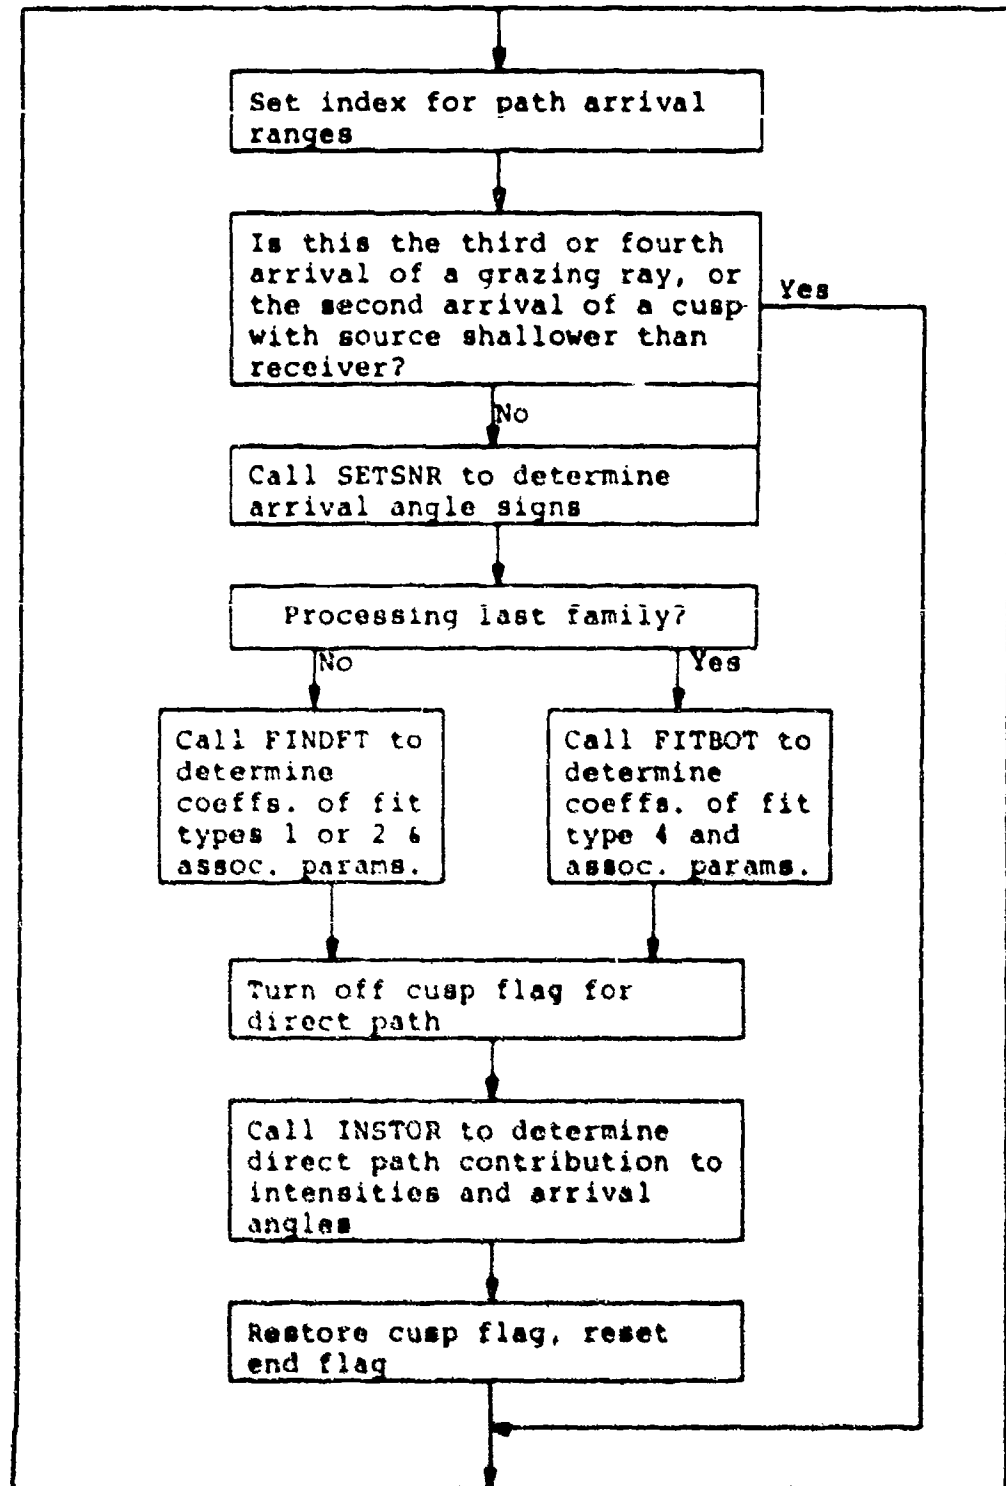 Set index for path arrival
ranges
Is this the third or fourth
arrival of a grazing ray, or
the second arrival of a cusp
with source shallower than
receiver?
Yes
No
Call SETSNR to determine
arrival angle signs
Processing last family?
No
Yes
Call FINDFT to
determine
coeffs. of fit
types 1 or 2 &
assoc. params.
Call FITBOT to
determine
coeffs. of fit
type 4 and
assoc. params.
Turn off cusp flag for
direct path
Call INSTOR to determine
direct path contribution to
intensities and arrival
angles
Restore cusp flag, reset
end flag